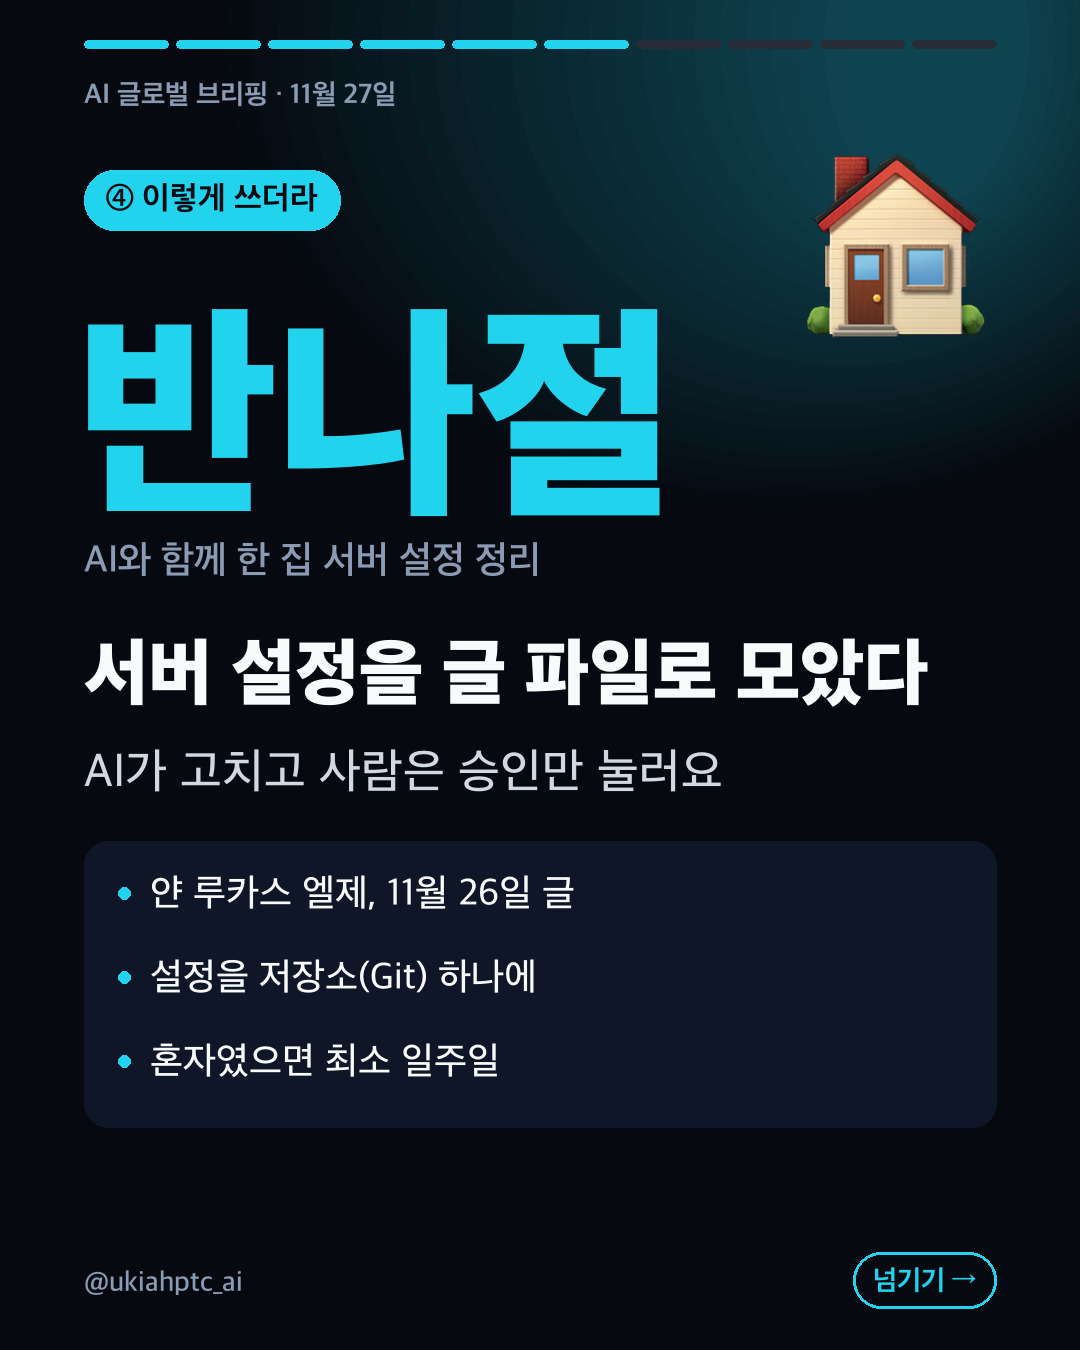 AI 글로벌 브리핑 · 11월 27일
④ 이렇게 쓰더라
반나절
AI와 함께 한 집 서버 설정 정리
서버 설정을 글 파일로 모았다
AI가 고치고 사람은 승인만 눌러요
• 얀 루카스 엘제, 11월 26일 글
• 설정을 저장소(Git) 하나에
• 혼자였으면 최소 일주일
@ukiahptc_ai
넘기기 →